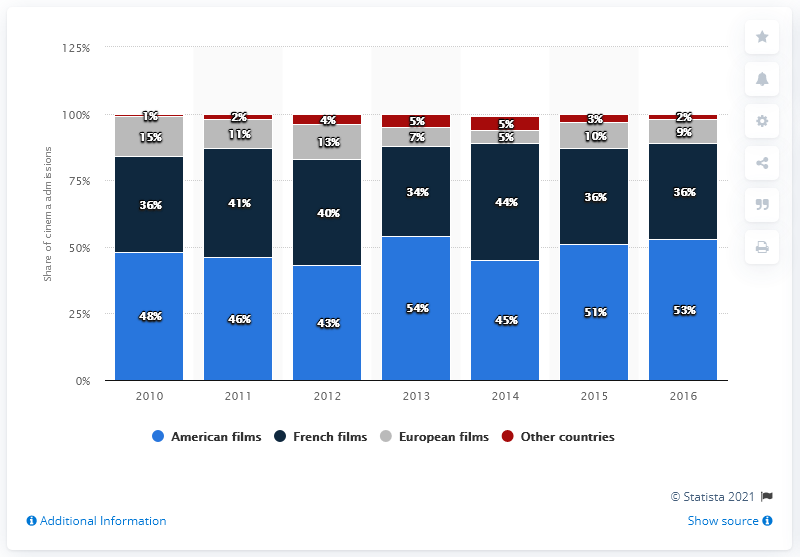 125%
100%
75%
50%
25%
0%
Share of cinema admissions
1% 2% 4% 5% 5% 3% 2%
15% 11% 13% 7% 5% 10% 9%
36% 41% 40% 34% 44% 36% 36%
48% 46% 43% 54% 45% 51% 53%
2010 2011 2012 2013 2014 2015 2016
American films French films European films Other countries
© Statista 2021
Additional Information Show source